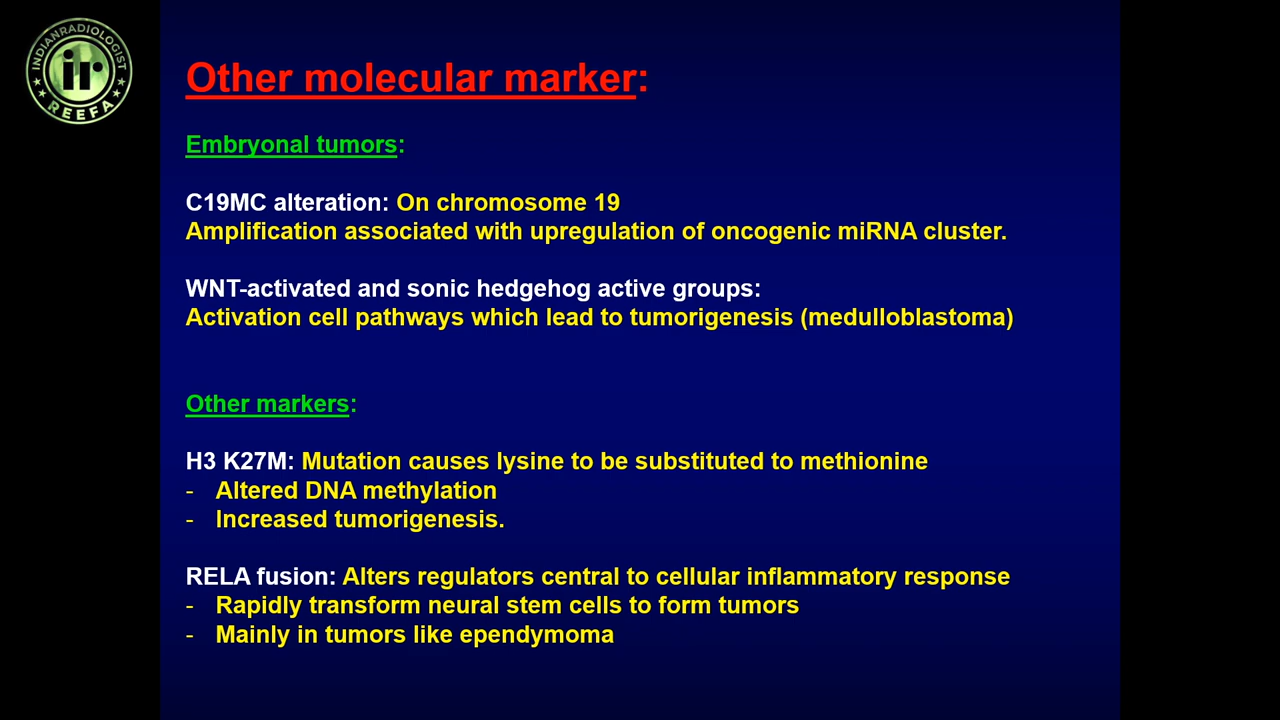 INDIANRADIOLOGIST
ir
REEFA
Other molecular marker:
Embryonal tumors:
C19MC alteration: On chromosome 19
Amplification associated with upregulation of oncogenic miRNA cluster.
WNT-activated and sonic hedgehog active groups:
Activation cell pathways which lead to tumorigenesis (medulloblastoma)
Other markers:
H3 K27M: Mutation causes lysine to be substituted to methionine
- Altered DNA methylation
- Increased tumorigenesis.
RELA fusion: Alters regulators central to cellular inflammatory response
- Rapidly transform neural stem cells to form tumors
- Mainly in tumors like ependymoma